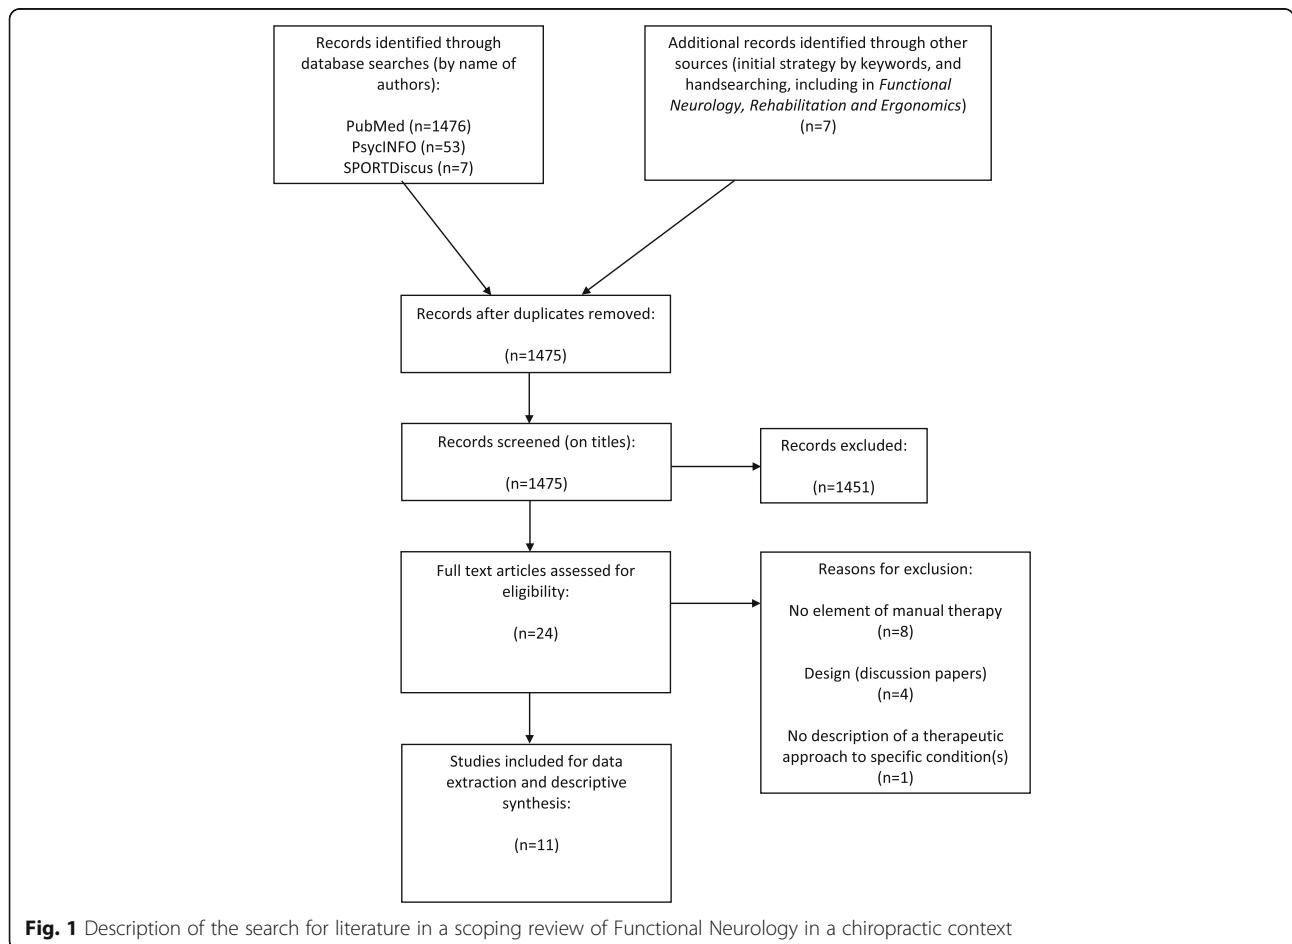 Records identified through
database searches (by name of
authors):
PubMed (n=1476)
PsycINFO (n=53)
SPORTDiscus (n=7)
Additional records identified through other
sources (initial strategy by keywords, and
handsearching, including in Functional
Neurology, Rehabilitation and Ergonomics)
(n=7)
Records after duplicates removed:
(n=1475)
Records screened (on titles):
(n=1475)
Records excluded:
(n=1451)
Full text articles assessed for
eligibility:
(n=24)
Reasons for exclusion:
No element of manual therapy
(n=8)
Design (discussion papers)
(n=4)
No description of a therapeutic
approach to specific condition(s)
(n=1)
Studies included for data
extraction and descriptive
synthesis:
(n=11)
Fig. 1 Description of the search for literature in a scoping review of Functional Neurology in a chiropractic context